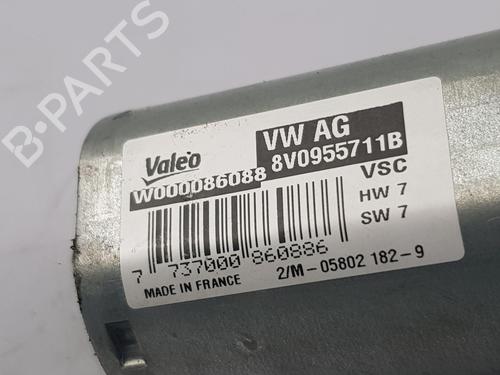 Valeo
VW AG
W000086088
8V0955711B
VSC
HW 7
SW 7
7 737000 860886
2/M-05802 182-9
MADE IN FRANCE